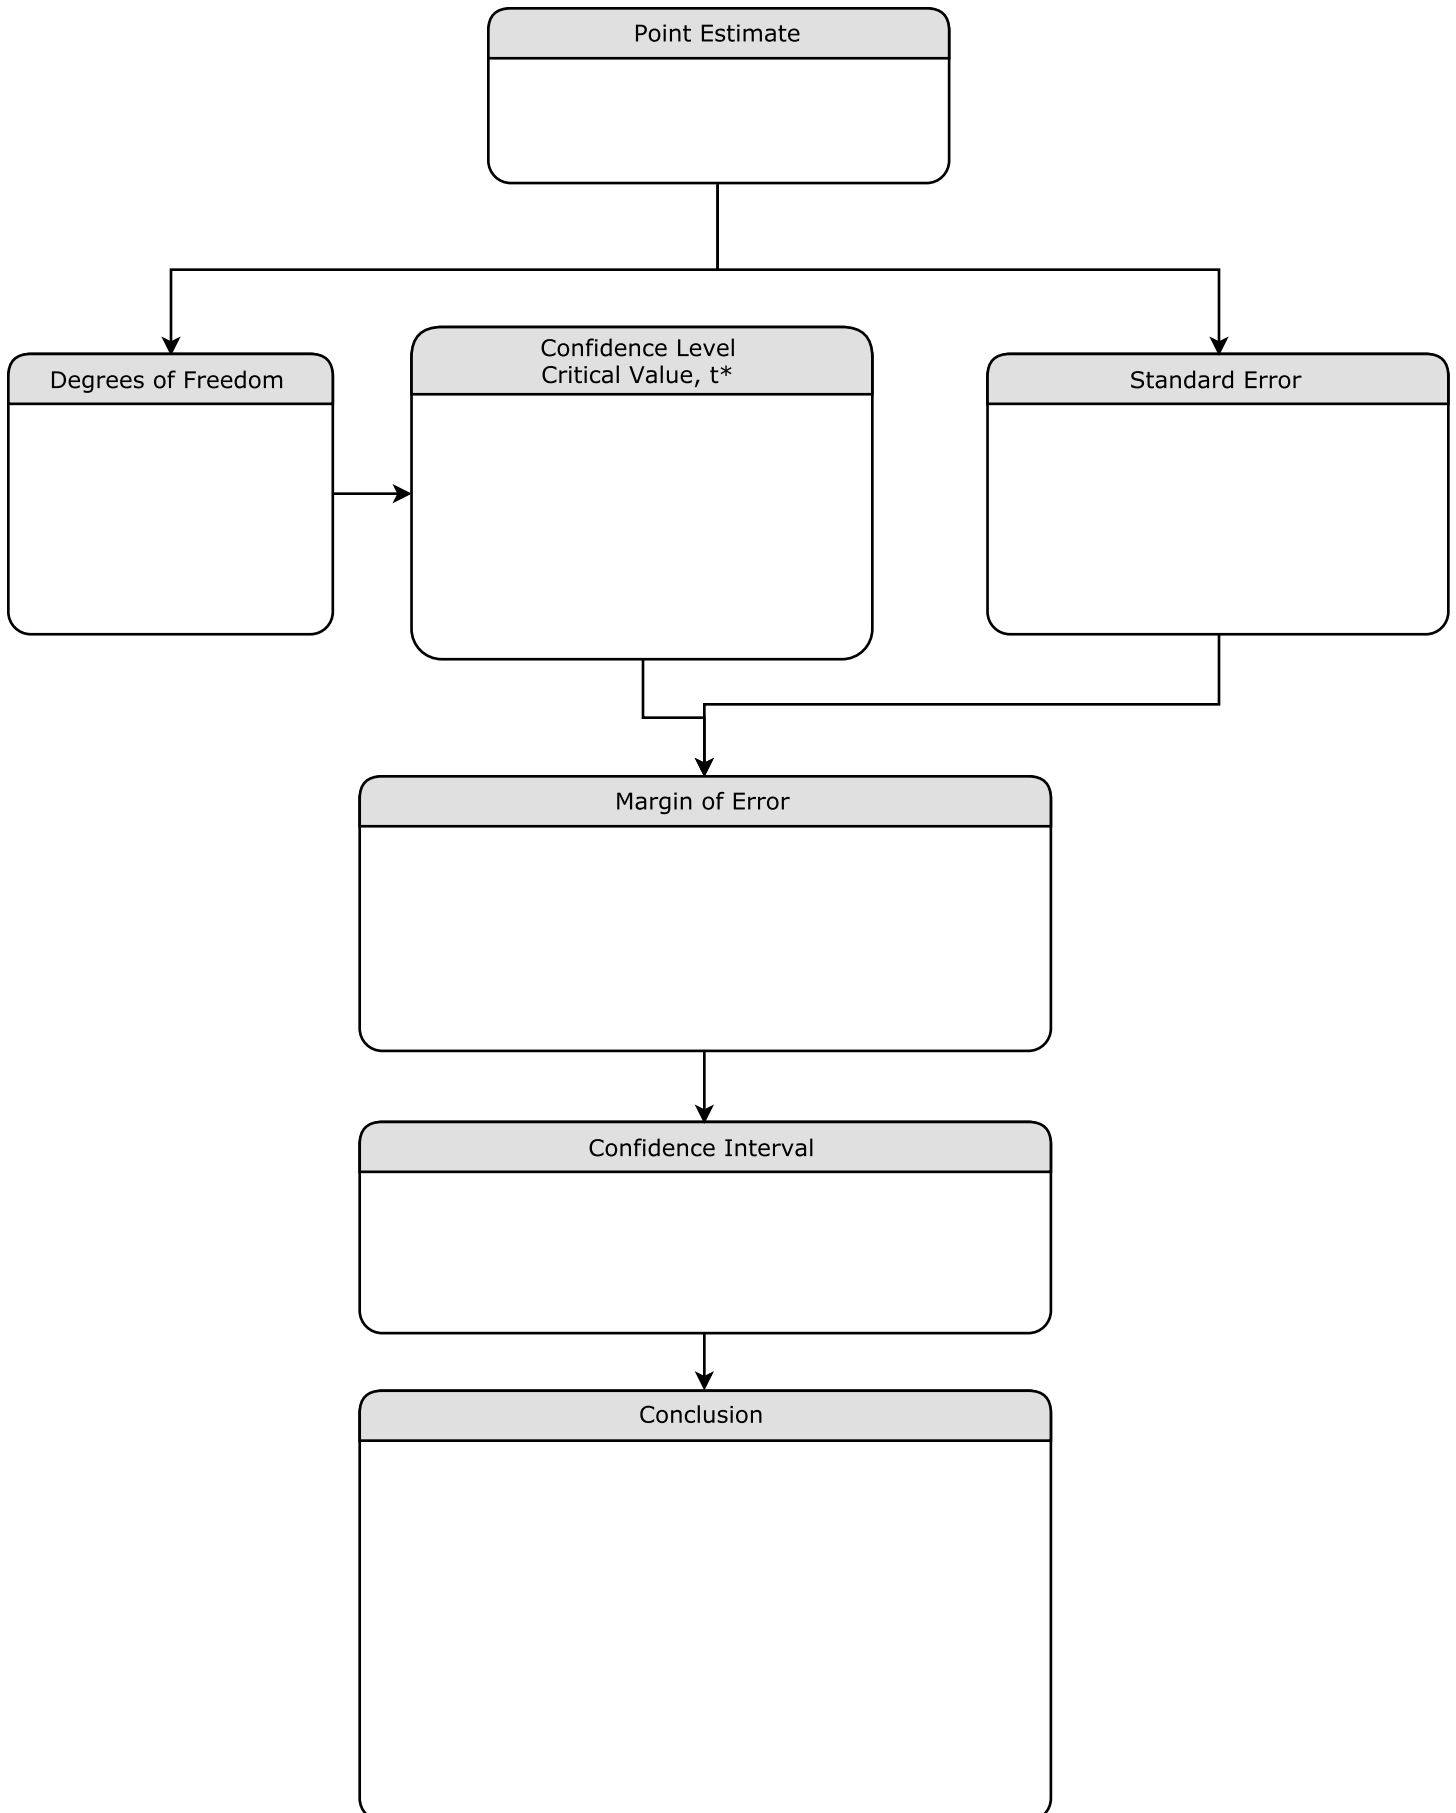 Point Estimate
Degrees of Freedom
Confidence Level
Critical Value, t*
Standard Error
Margin of Error
Confidence Interval
Conclusion